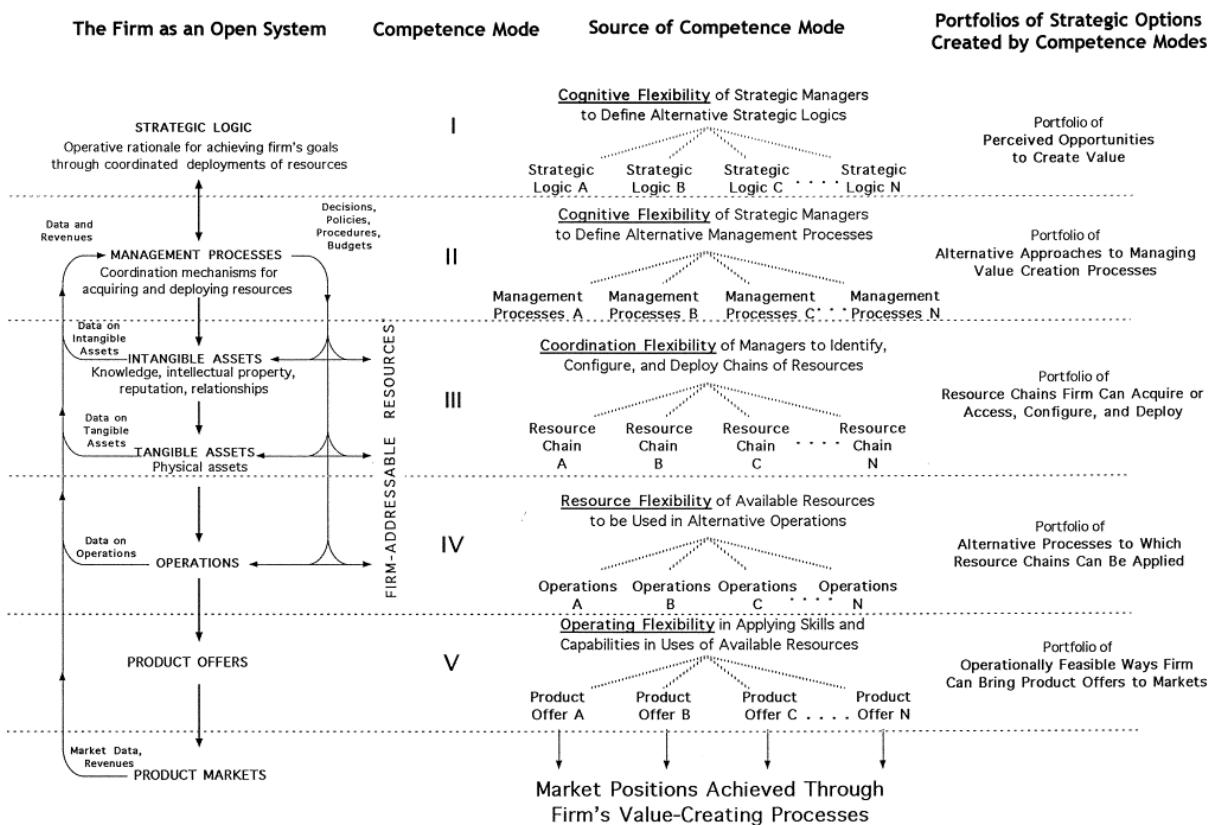 The Firm as an Open System
Competence Mode
Source of Competence Mode
Portfolios of Strategic Options
Created by Competence Modes
STRATEGIC LOGIC
Operative rationale for achieving firm's goals
through coordinated deployments of resources
I
Cognitive Flexibility of Strategic Managers
to Define Alternative Strategic Logics
Strategic Logic A
Strategic Logic B
Strategic Logic C
. . . .
Strategic Logic N
Portfolio of
Perceived Opportunities
to Create Value
Data and
Revenues
Decisions,
Policies,
Procedures,
Budgets
MANAGEMENT PROCESSES
Coordination mechanisms for
acquiring and deploying resources
II
Cognitive Flexibility of Strategic Managers
to Define Alternative Management Processes
Management Processes A
Management Processes B
Management Processes C
. . . .
Management Processes N
Portfolio of
Alternative Approaches to Managing
Value Creation Processes
Data on
Intangible
Assets
INTANGIBLE ASSETS
Knowledge, intellectual property,
reputation, relationships
Data on
Tangible
Assets
TANGIBLE ASSETS
Physical assets
FIRM-ADDRESSABLE RESOURCES
III
Coordination Flexibility of Managers to Identify,
Configure, and Deploy Chains of Resources
Resource Chain A
Resource Chain B
Resource Chain C
. . . . .
Resource Chain N
Portfolio of
Resource Chains Firm Can Acquire or
Access, Configure, and Deploy
Data on
Operations
OPERATIONS
IV
Resource Flexibility of Available Resources
to be Used in Alternative Operations
Operations A
Operations B
Operations C
. . . .
Operations N
Portfolio of
Alternative Processes to Which
Resource Chains Can Be Applied
PRODUCT OFFERS
V
Operating Flexibility in Applying Skills and
Capabilities in Uses of Available Resources
Product Offer A
Product Offer B
Product Offer C
. . . .
Product Offer N
Portfolio of
Operationally Feasible Ways Firm
Can Bring Product Offers to Markets
Market Data,
Revenues
PRODUCT MARKETS
Market Positions Achieved Through
Firm's Value-Creating Processes